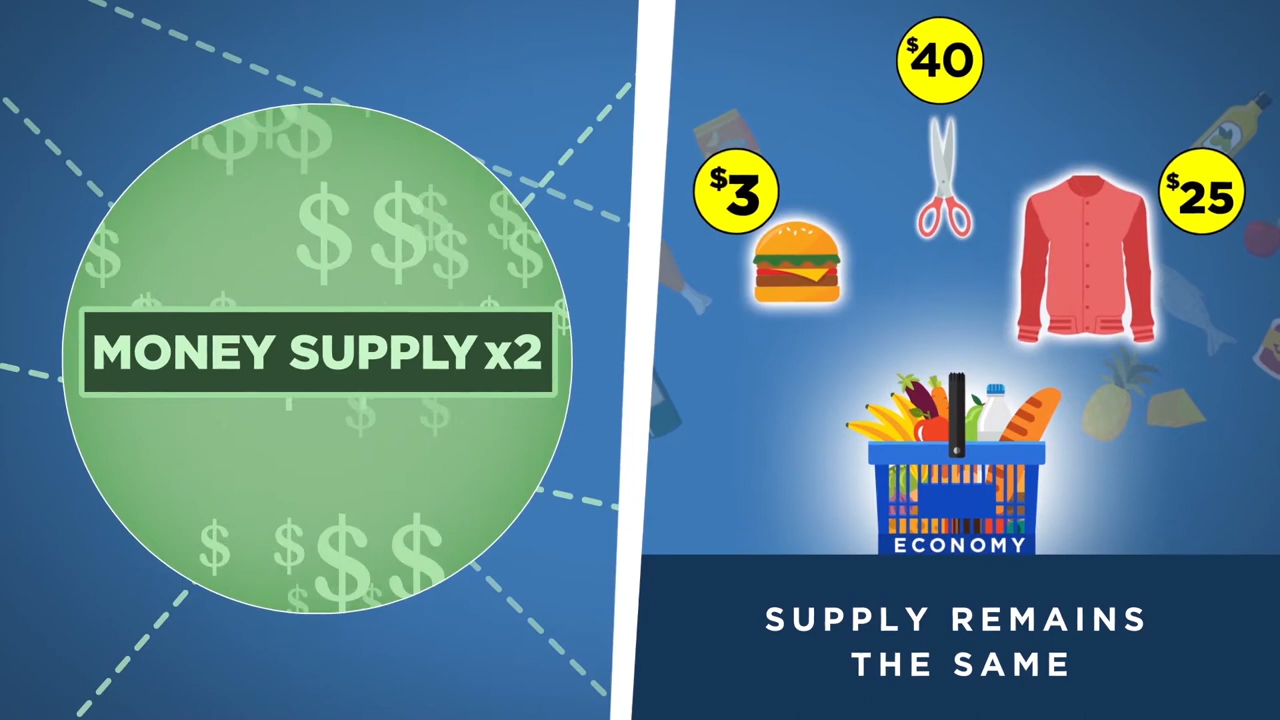 MONEY SUPPLY x2
$40
$3
$25
ECONOMY
SUPPLY REMAINS
THE SAME